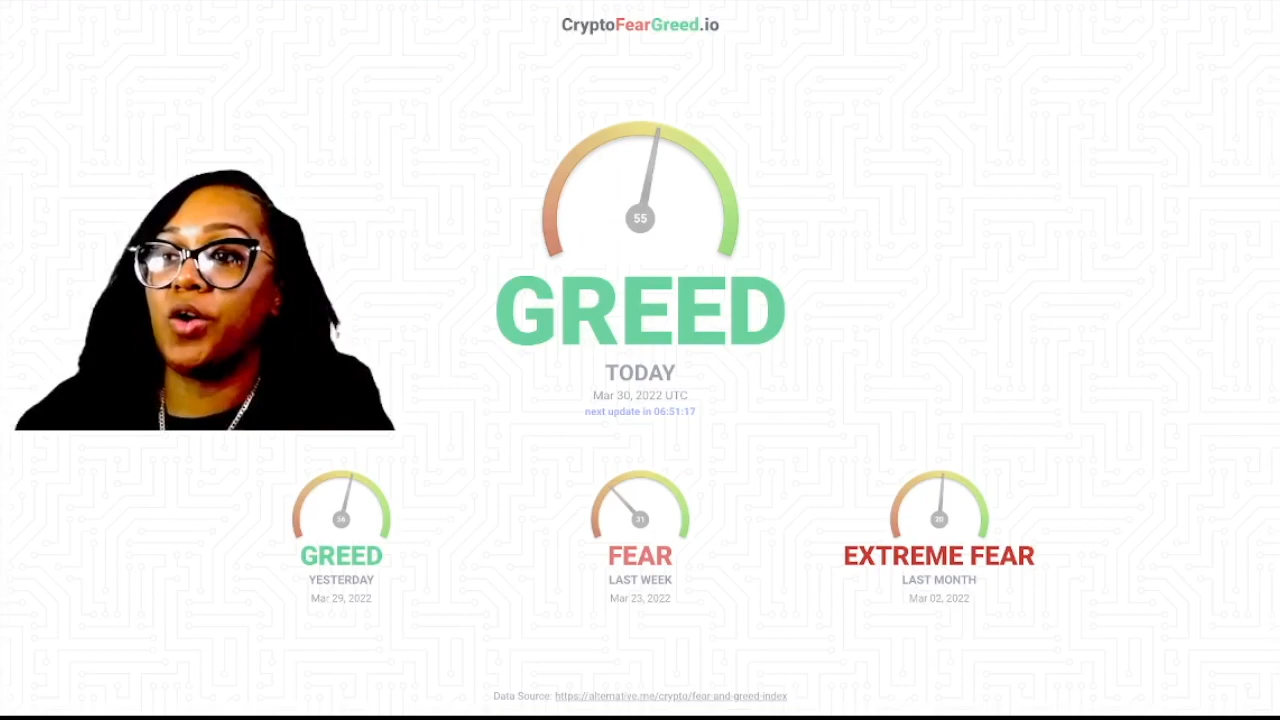 CryptoFearGreed.io
55
GREED
TODAY
Mar 30, 2022 UTC
next update in 06:51:17
56
GREED
YESTERDAY
Mar 29, 2022
31
FEAR
LAST WEEK
Mar 23, 2022
EXTREME FEAR
LAST MONTH
Mar 02, 2022
Data Source: https://alternative.me/crypto/fear-and-greed-index